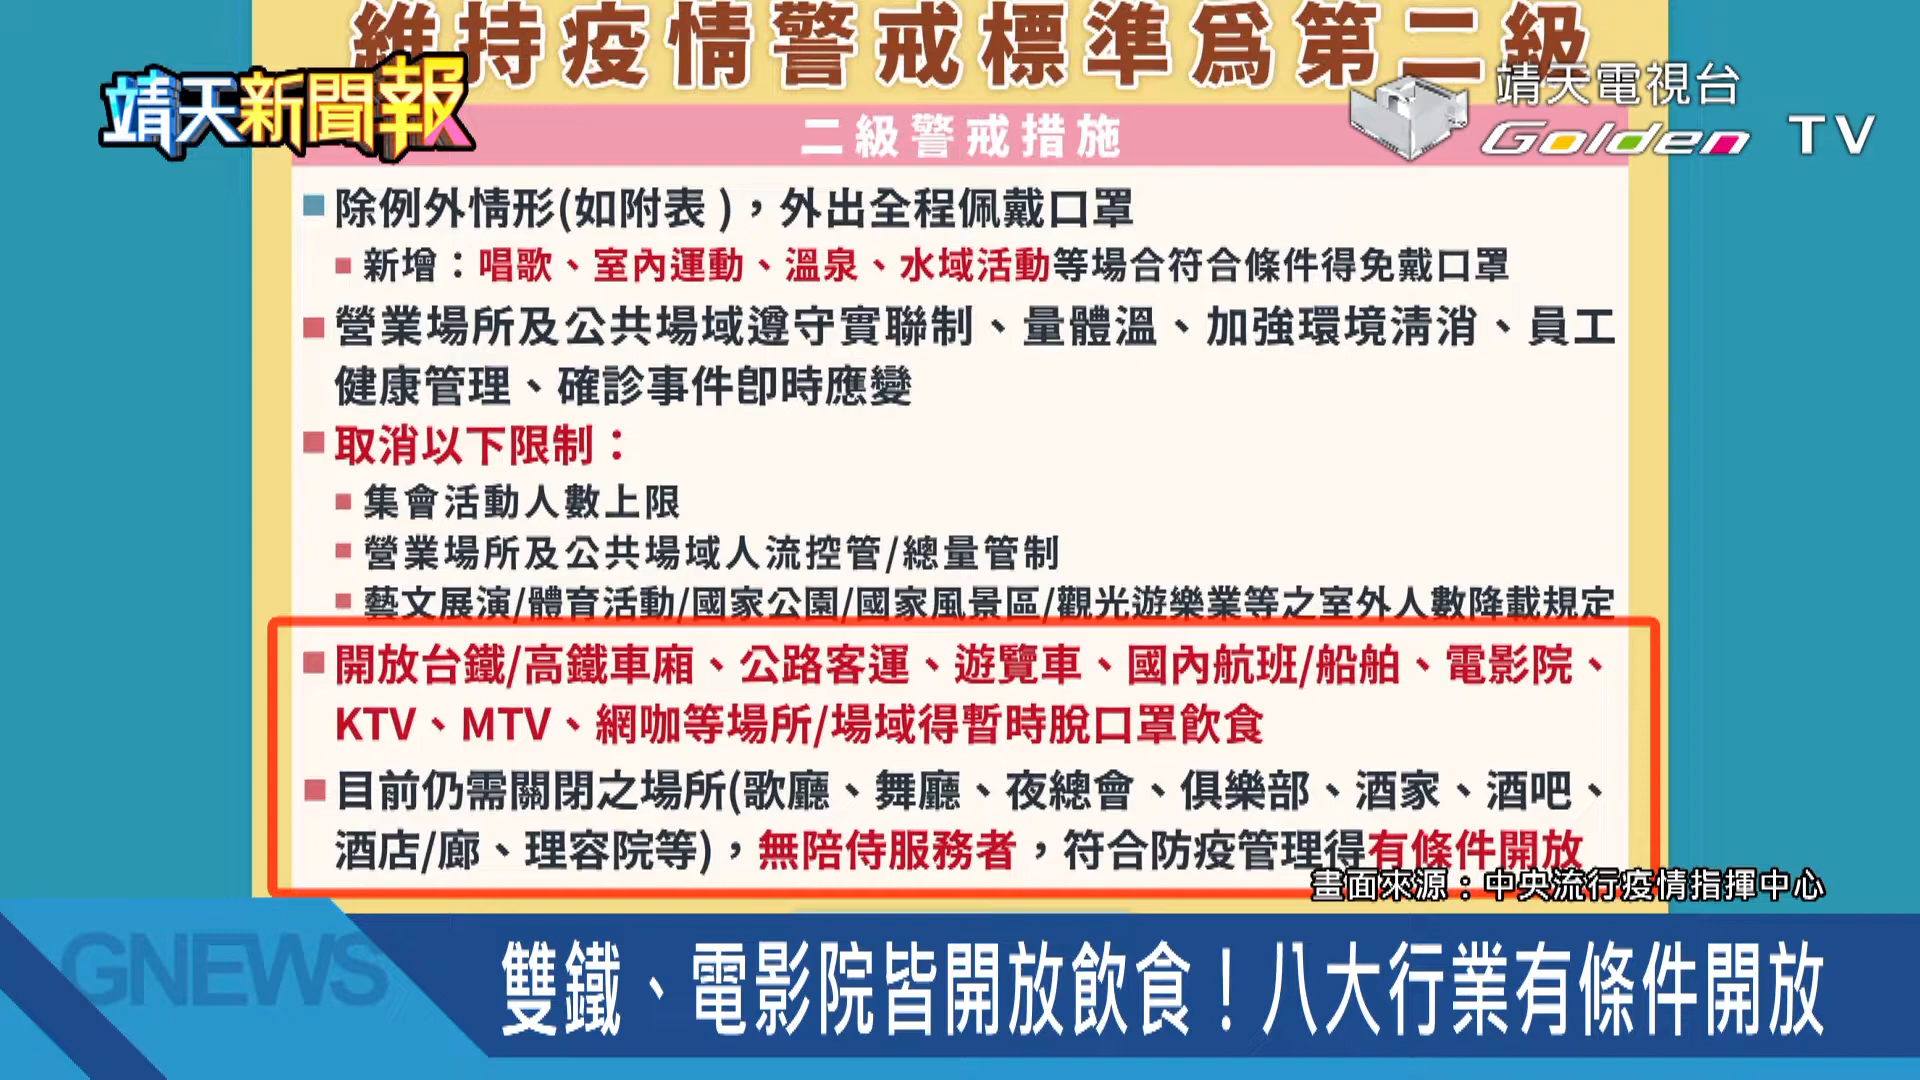 維持疫情警戒標準為第二級
靖天新聞報
靖天電視台
Golden TV
二級警戒措施
除例外情形(如附表)，外出全程佩戴口罩
新增：唱歌、室內運動、溫泉、水域活動等場合符合條件得免戴口罩
營業場所及公共場域遵守實聯制、量體溫、加強環境清消、員工
健康管理、確診事件即時應變
取消以下限制：
集會活動人數上限
營業場所及公共場域人流控管/總量管制
藝文展演/體育活動/國家公園/國家風景區/觀光遊樂業等之室外人數降載規定
開放台鐵/高鐵車廂、公路客運、遊覽車、國內航班/船舶、電影院、
KTV、MTV、網咖等場所/場域得暫時脫口罩飲食
目前仍需關閉之場所(歌廳、舞廳、夜總會、俱樂部、酒家、酒吧、
酒店/廊、理容院等)，無陪侍服務者，符合防疫管理得有條件開放
畫面來源：中央流行疫情指揮中心
GNEWS
雙鐵、電影院皆開放飲食！八大行業有條件開放